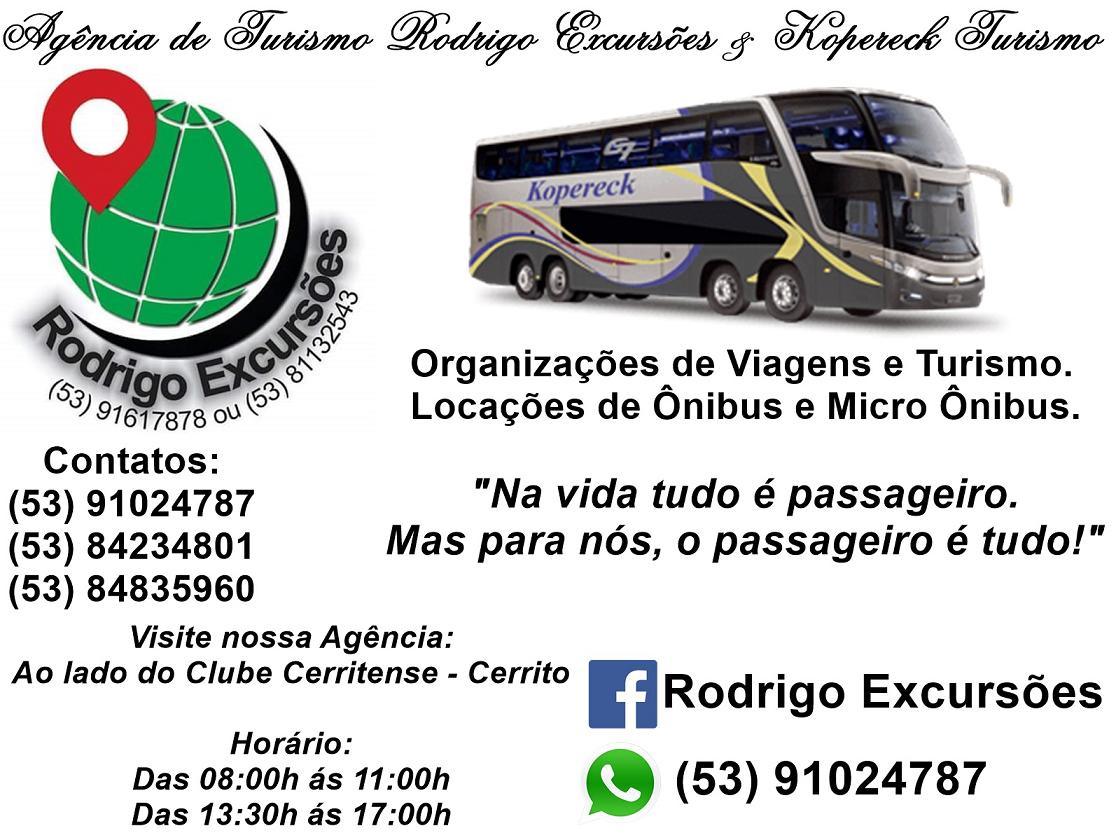 Agência de Turismo Rodrigo Excursões & Kopereck Turismo
G7
Kopereck
Rodrigo Excursões
(53) 91617878 ou (53) 81132543
Organizações de Viagens e Turismo.
Locações de Ônibus e Micro Ônibus.
Contatos:
(53) 91024787
(53) 84234801
(53) 84835960
"Na vida tudo é passageiro.
Mas para nós, o passageiro é tudo!"
Visite nossa Agência:
Ao lado do Clube Cerritense - Cerrito
Horário:
Das 08:00h ás 11:00h
Das 13:30h ás 17:00h
f Rodrigo Excursões
(53) 91024787